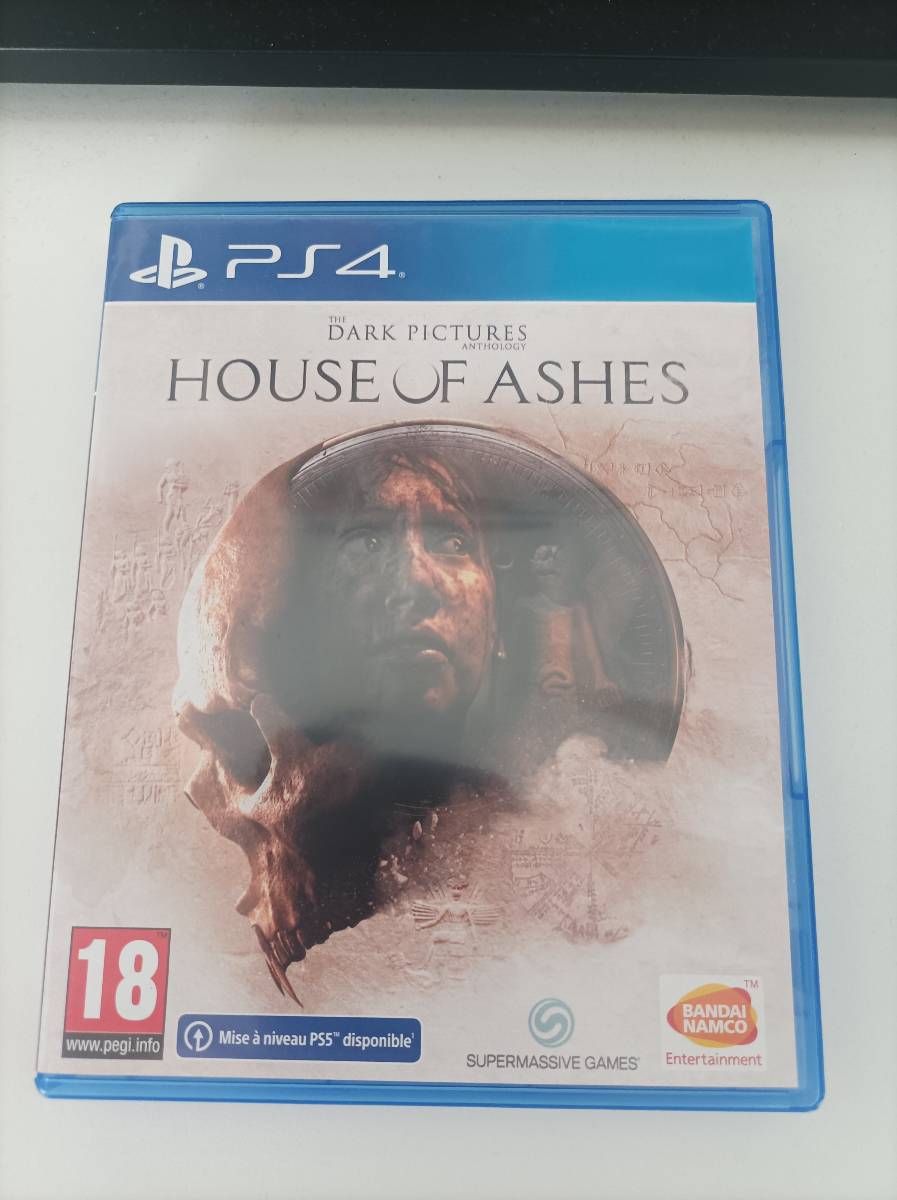 PS4
THE
DARK PICTURES
ANTHOLOGY
HOUSE OF ASHES
18
www.pegi.info
Mise à niveau PS5™ disponible¹
SUPERMASSIVE GAMES
BANDAI
NAMCO
Entertainment
TM